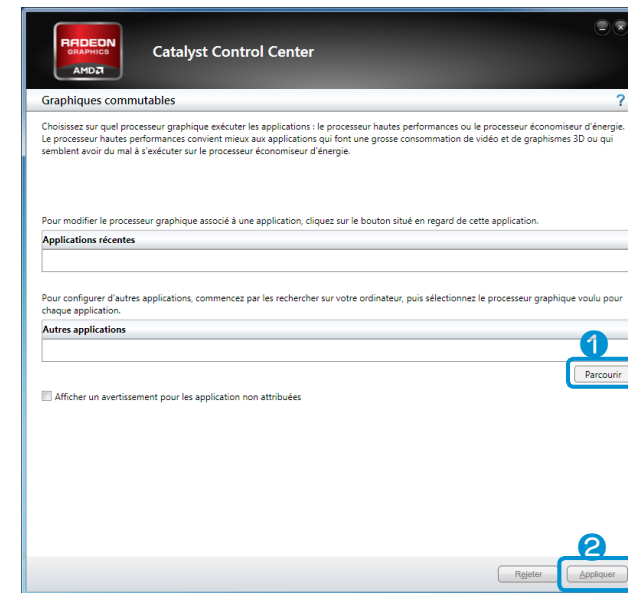 RADEON
GRAPHICS
AMD
Catalyst Control Center
Graphiques commutables
?
Choisissez sur quel processeur graphique exécuter les applications : le processeur hautes performances ou le processeur économiseur d'énergie.
Le processeur hautes performances convient mieux aux applications qui font une grosse consommation de vidéo et de graphismes 3D ou qui
semblent avoir du mal à s'exécuter sur le processeur économiseur d'énergie.
Pour modifier le processeur graphique associé à une application, cliquez sur le bouton situé en regard de cette application.
Applications récentes
Pour configurer d'autres applications, commencez par les rechercher sur votre ordinateur, puis sélectionnez le processeur graphique voulu pour
chaque application.
Autres applications
1
Parcourir
Afficher un avertissement pour les application non attribuées
2
Rejeter
Appliquer